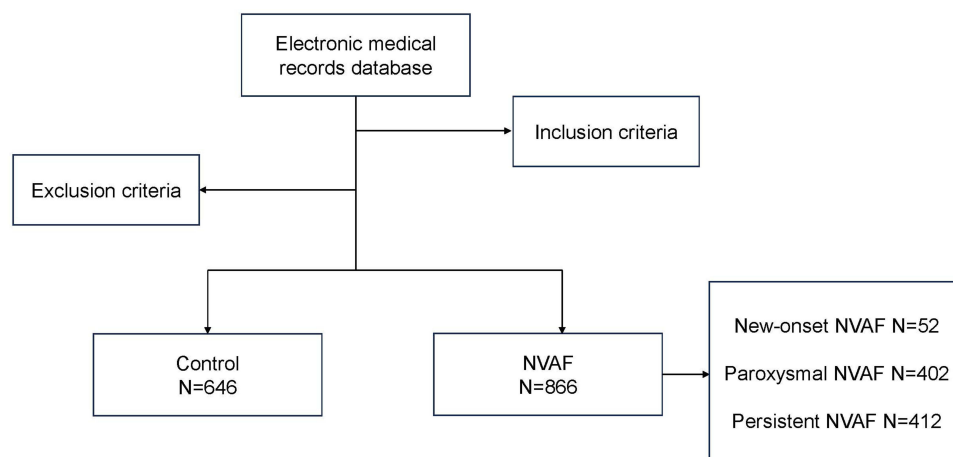 Electronic medical
records database
Inclusion criteria
Exclusion criteria
Control
N=646
NVAF
N=866
New-onset NVAF N=52
Paroxysmal NVAF N=402
Persistent NVAF N=412